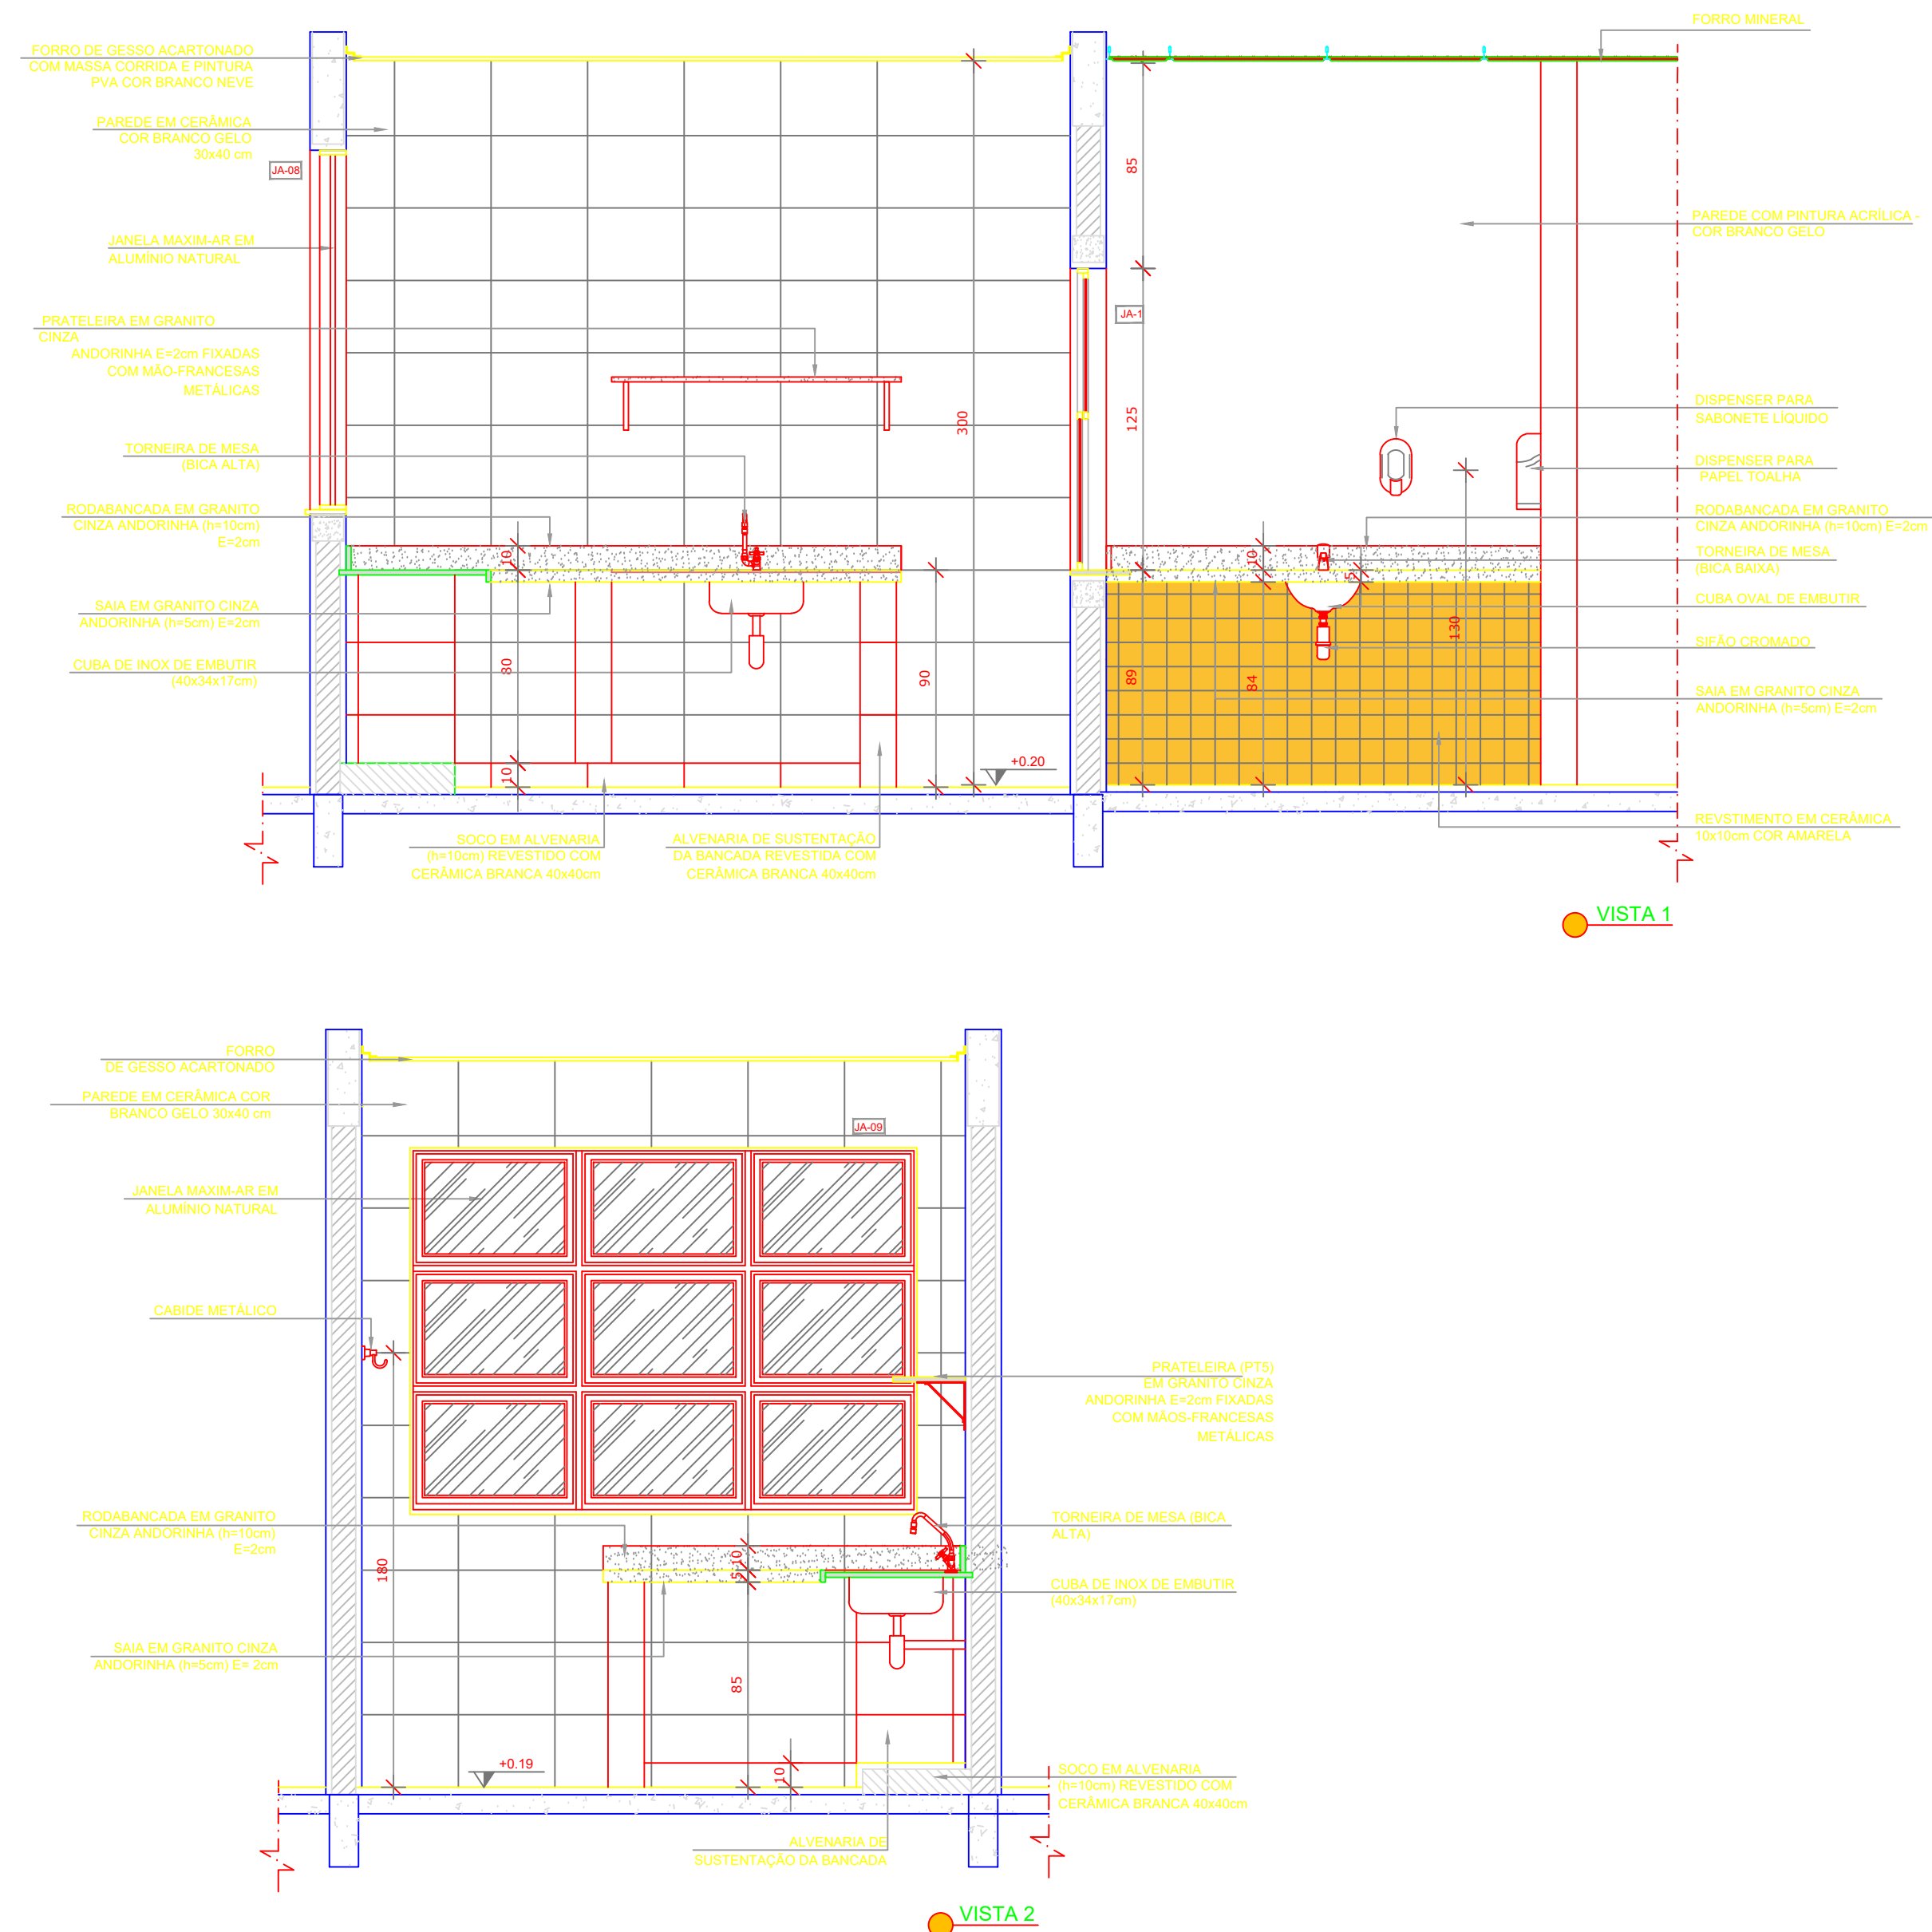 FORRO DE GESSO ACARTONADO
COM MASSA CORRIDA E PINTURA
PVA COR BRANCO NEVE
PAREDE EM CERÂMICA
COR BRANCO GELO
30x40 cm
JA-08
JANELA MAXIM-AR EM
ALUMÍNIO NATURAL
PRATELEIRA EM GRANITO
CINZA
ANDORINHA E=2cm FIXADAS
COM MÃO-FRANCESAS
METÁLICAS
TORNEIRA DE MESA
(BICA ALTA)
RODABANCADA EM GRANITO
CINZA ANDORINHA (h=10cm)
E=2cm
SAIA EM GRANITO CINZA
ANDORINHA (h=5cm) E=2cm
CUBA DE INOX DE EMBUTIR
(40x34x17cm)
10
80
10
90
300
+0.20
SOCO EM ALVENARIA
(h=10cm) REVESTIDO COM
CERÂMICA BRANCA 40x40cm
ALVENARIA DE SUSTENTAÇÃO
DA BANCADA REVESTIDA COM
CERÂMICA BRANCA 40x40cm
85
JA-1
125
89
10
84
5
130
FORRO MINERAL
PAREDE COM PINTURA ACRÍLICA -
COR BRANCO GELO
DISPENSER PARA
SABONETE LÍQUIDO
DISPENSER PARA
PAPEL TOALHA
RODABANCADA EM GRANITO
CINZA ANDORINHA (h=10cm) E=2cm
TORNEIRA DE MESA
(BICA BAIXA)
CUBA OVAL DE EMBUTIR
SIFÃO CROMADO
SAIA EM GRANITO CINZA
ANDORINHA (h=5cm) E=2cm
REVSTIMENTO EM CERÂMICA
10x10cm COR AMARELA
VISTA 1
FORRO
DE GESSO ACARTONADO
PAREDE EM CERÂMICA COR
BRANCO GELO 30x40 cm
JA-09
JANELA MAXIM-AR EM
ALUMÍNIO NATURAL
CABIDE METÁLICO
RODABANCADA EM GRANITO
CINZA ANDORINHA (h=10cm)
E=2cm
SAIA EM GRANITO CINZA
ANDORINHA (h=5cm) E= 2cm
180
10
5
85
10
+0.19
PRATELEIRA (PT5)
EM GRANITO CINZA
ANDORINHA E=2cm FIXADAS
COM MÃOS-FRANCESAS
METÁLICAS
TORNEIRA DE MESA (BICA
ALTA)
CUBA DE INOX DE EMBUTIR
(40x34x17cm)
SOCO EM ALVENARIA
(h=10cm) REVESTIDO COM
CERÂMICA BRANCA 40x40cm
ALVENARIA DE
SUSTENTAÇÃO DA BANCADA
VISTA 2